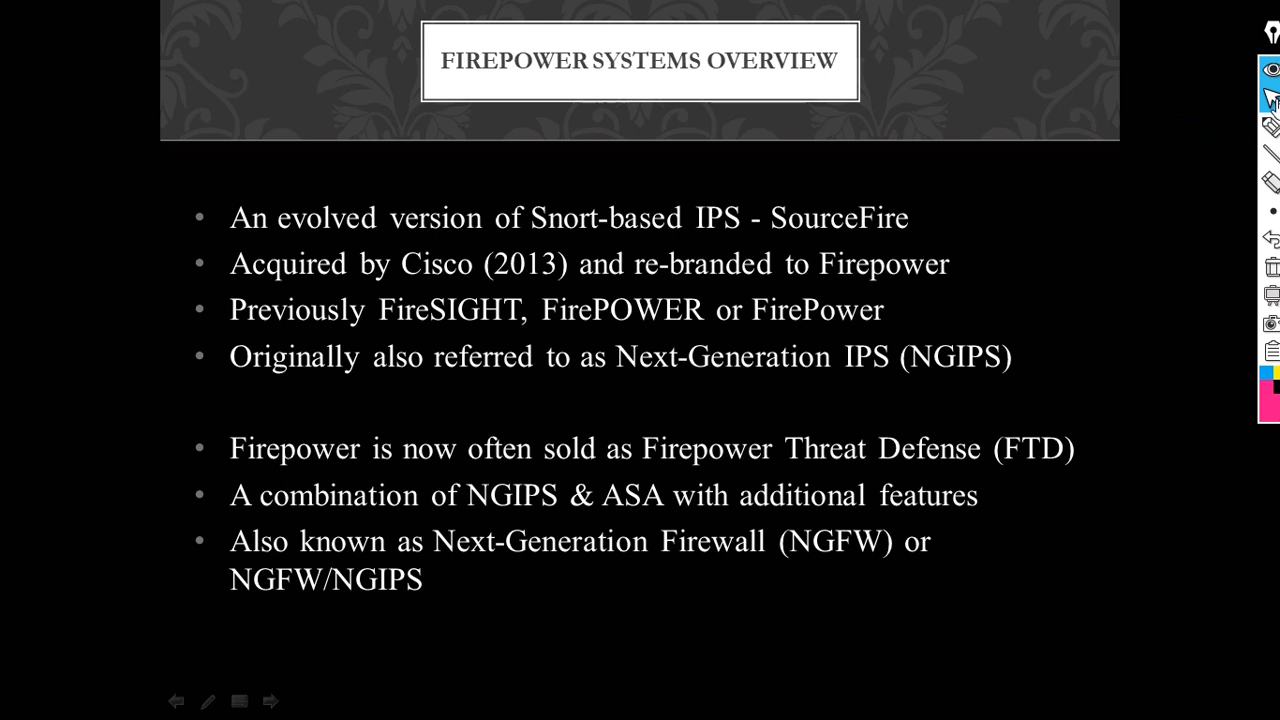 FIREPOWER SYSTEMS OVERVIEW
• An evolved version of Snort-based IPS - SourceFire
• Acquired by Cisco (2013) and re-branded to Firepower
• Previously FireSIGHT, FirePOWER or FirePower
• Originally also referred to as Next-Generation IPS (NGIPS)
• Firepower is now often sold as Firepower Threat Defense (FTD)
• A combination of NGIPS & ASA with additional features
• Also known as Next-Generation Firewall (NGFW) or
NGFW/NGIPS